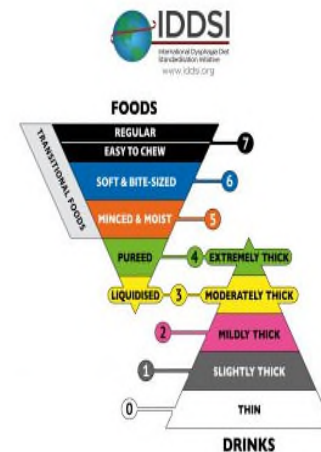 IDDSI
International Dysphagia Diet
Standardisation Initiative
www.iddsi.org
FOODS
TRANSITIONAL FOODS
REGULAR
EASY TO CHEW
7
SOFT & BITE-SIZED
6
MINCED & MOIST
5
PUREED
4
EXTREMELY THICK
LIQUIDISED
3
MODERATELY THICK
2
MILDLY THICK
1
SLIGHTLY THICK
0
THIN
DRINKS